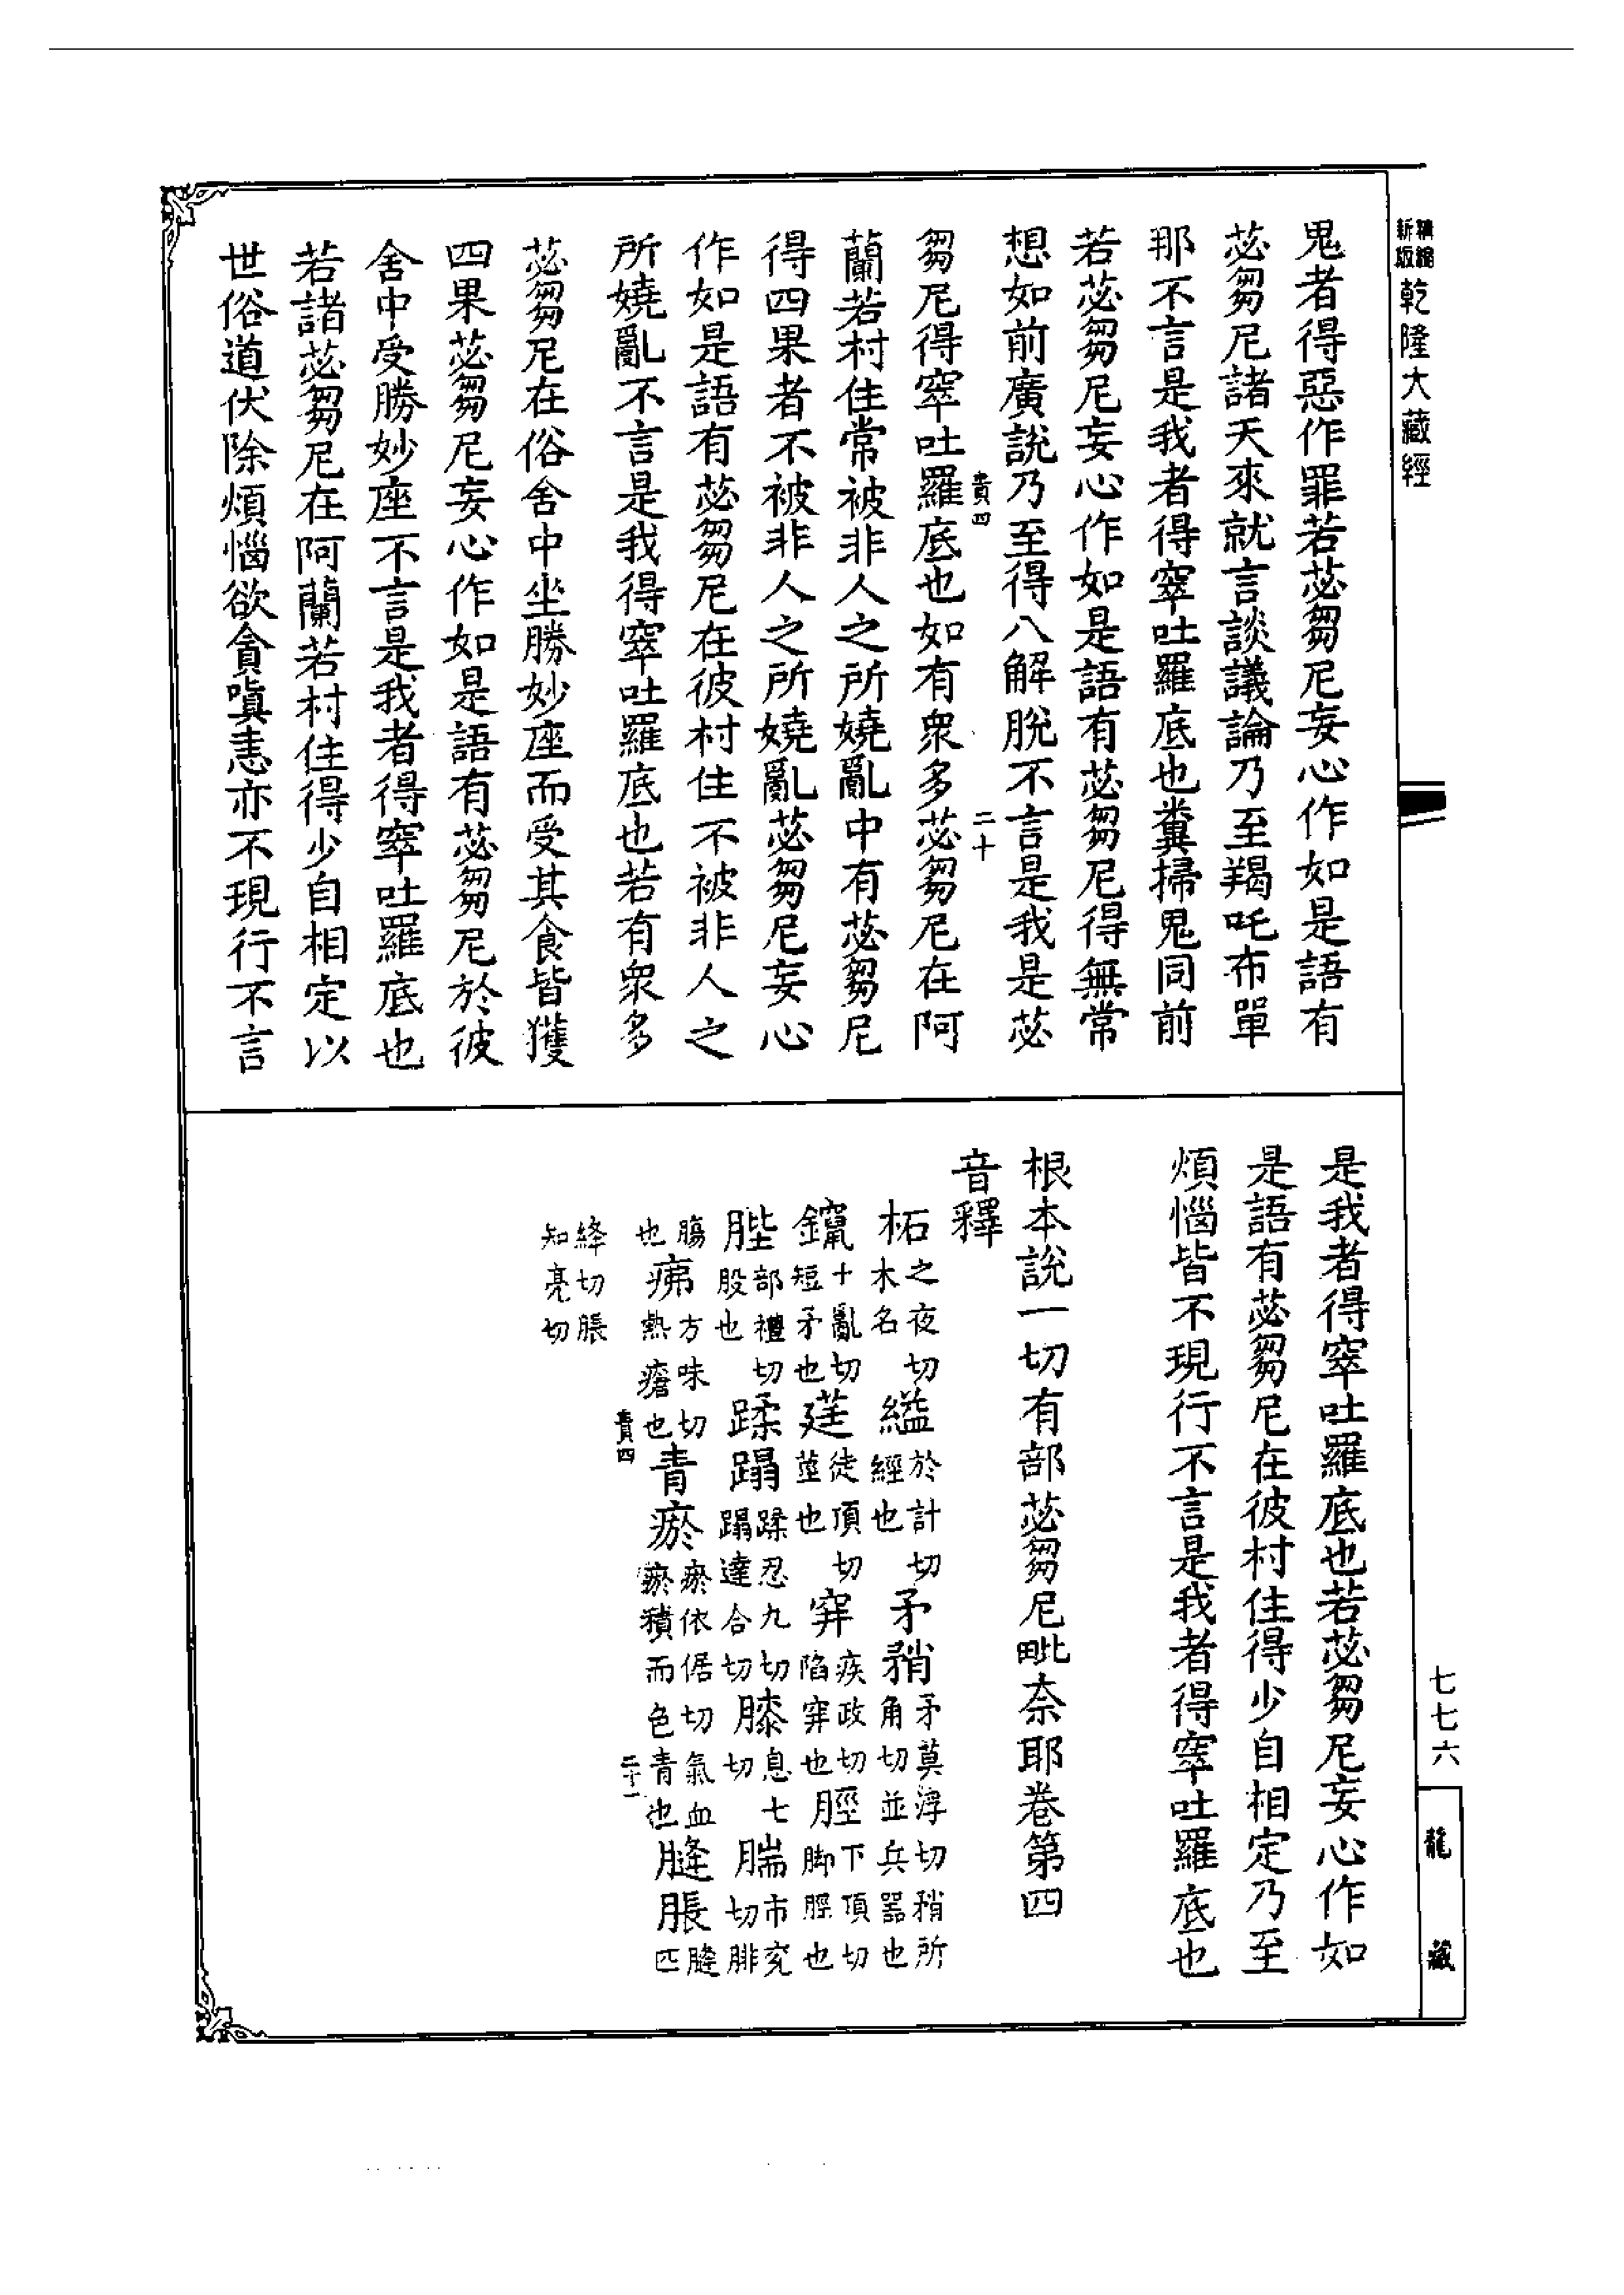 精縮新版乾隆大藏經
鬼者得惡作罪若苾芻尼妄心作如是語有
苾芻尼諸天來就言談議論乃至羯吒布單
那不言是我者得窣吐羅底也糞掃鬼同前
若苾芻尼妄心作如是語有苾芻尼得無常
想如前廣說乃至得八解脫不言是我是苾
責四 二十
芻尼得窣吐羅底也如有眾多苾芻尼在阿
蘭若村住常被非人之所嬈亂中有苾芻尼
得四果者不被非人之所嬈亂苾芻尼妄心
作如是語有苾芻尼在彼村住不被非人之
所嬈亂不言是我得窣吐羅底也若有眾多
苾芻尼在俗舍中坐勝妙座而受其食皆獲
四果苾芻尼妄心作如是語有苾芻尼於彼
舍中受勝妙座不言是我者得窣吐羅底也
若諸苾芻尼在阿蘭若村住得少自相定以
世俗道伏除煩惱欲貪嗔恚亦不現行不言
是我者得窣吐羅底也若苾芻尼妄心作如
是語有苾芻尼在彼村住得少自相定乃至
煩惱皆不現行不言是我者得窣吐羅底也
根本說一切有部苾芻尼毗奈耶卷第四
音釋
柘之夜切木名 縊於計切經也 矛矟矛莫浮切矟所角切並兵器也
鑹十亂切短矛也 莛徒頂切莖也 穽疾政切陷穽也 脛下頂切脚脛也
䏶部禮切股也 蹂蹋蹂忍九切蹋達合切 膝息七切 腨市兖切腓
腸也 疿方味切熱瘡也 青瘀瘀依倨切氣血瘀積而色青也 膖脹膖匹
責四 二十一
絳切脹知亮切
七七六
龍藏